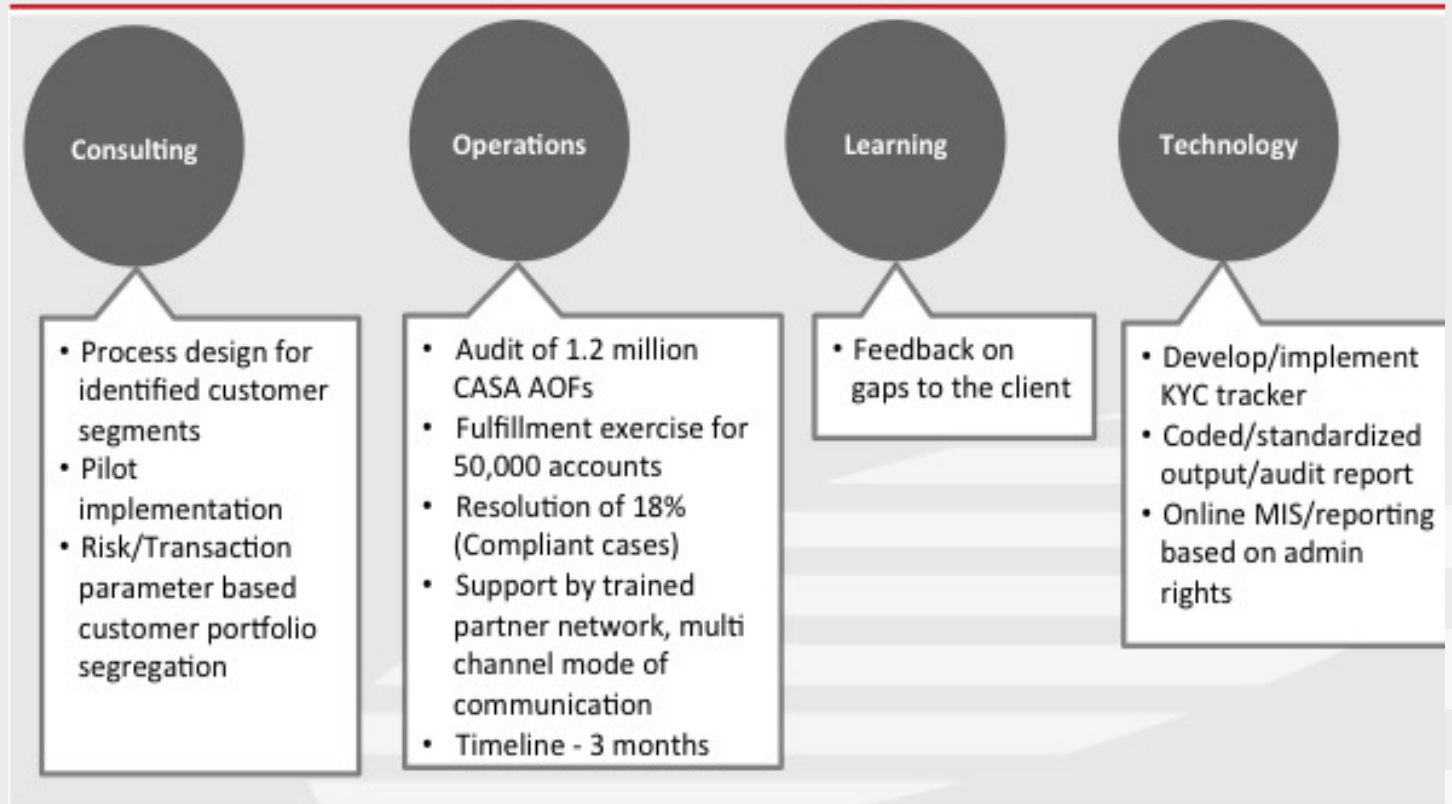 Consulting
• Process design for
identified customer
segments
• Pilot
implementation
• Risk/Transaction
parameter based
customer portfolio
segregation
Operations
• Audit of 1.2 million
CASA AOFs
• Fulfillment exercise for
50,000 accounts
• Resolution of 18%
(Compliant cases)
• Support by trained
partner network, multi
channel mode of
communication
• Timeline - 3 months
Learning
• Feedback on
gaps to the client
Technology
• Develop/implement
KYC tracker
• Coded/standardized
output/audit report
• Online MIS/reporting
based on admin
rights